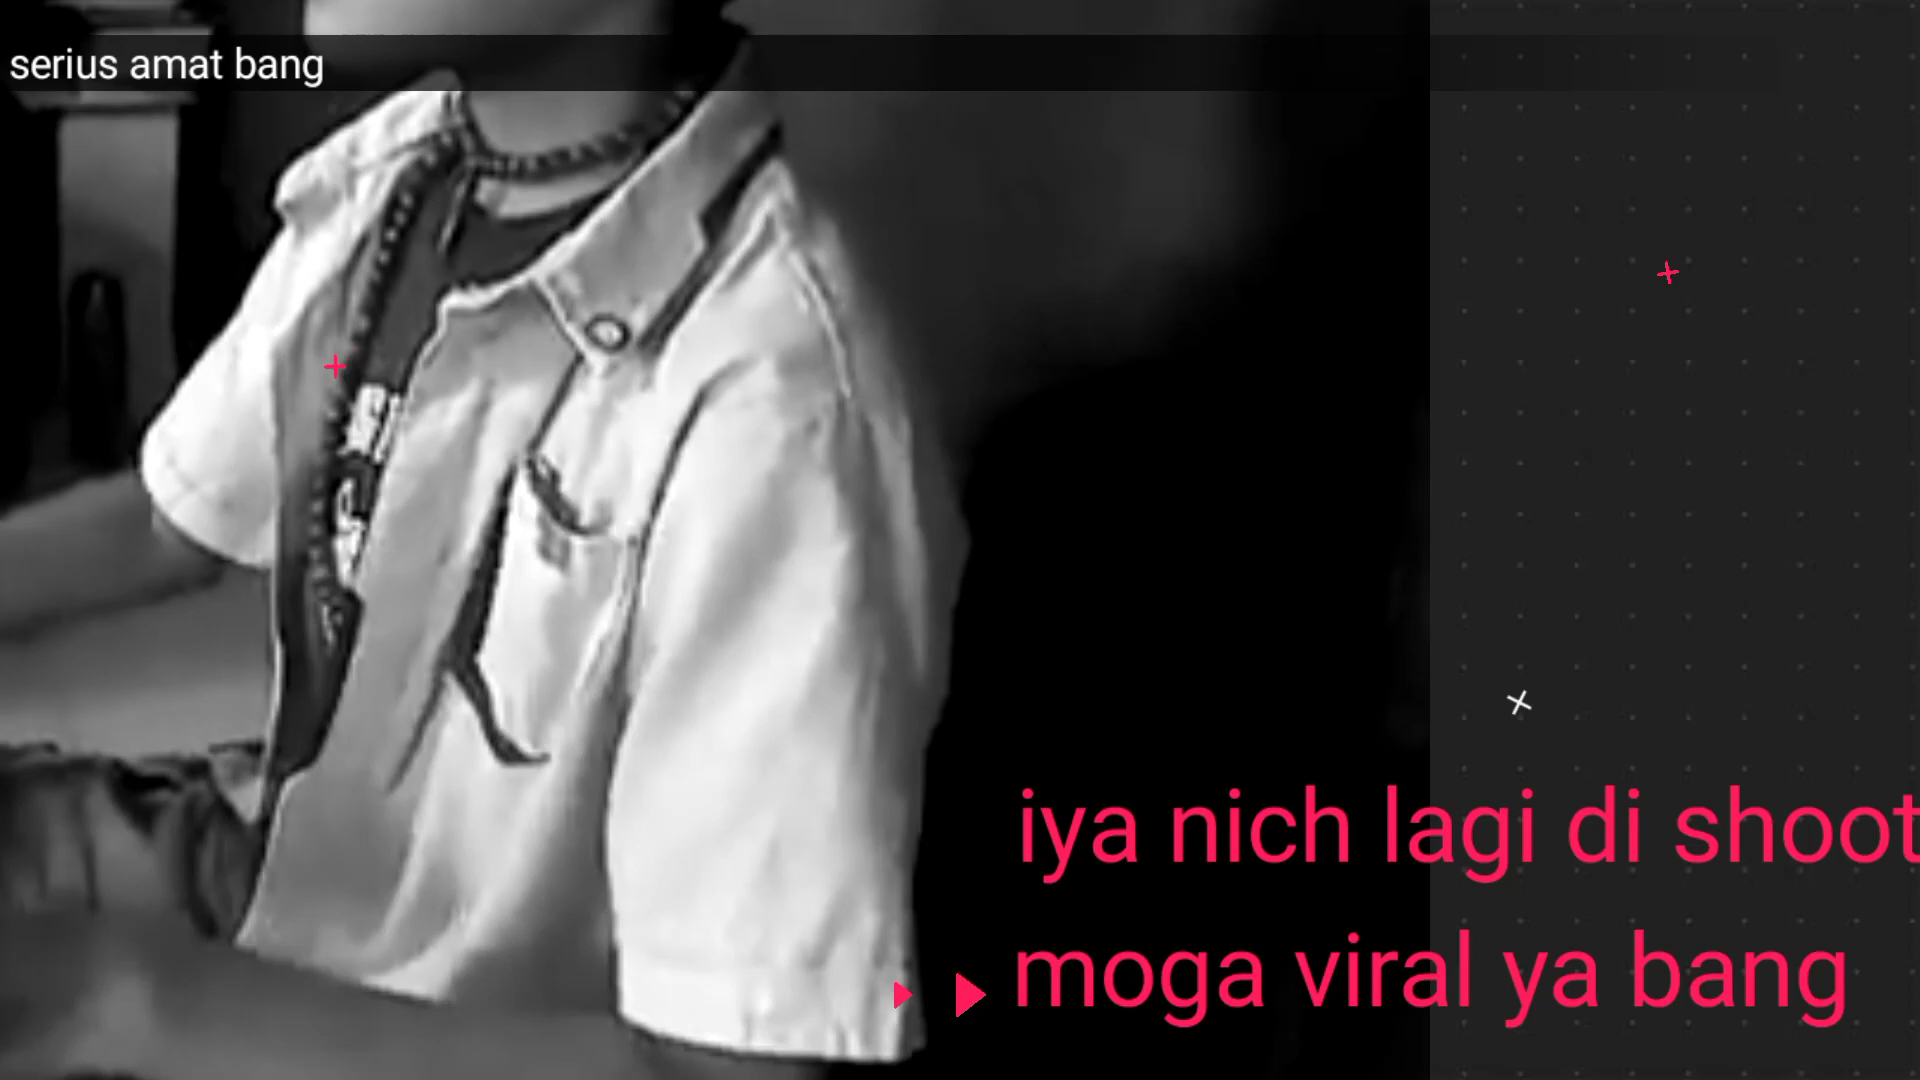 serius amat bang
iya nich lagi di shoot
moga viral ya bang